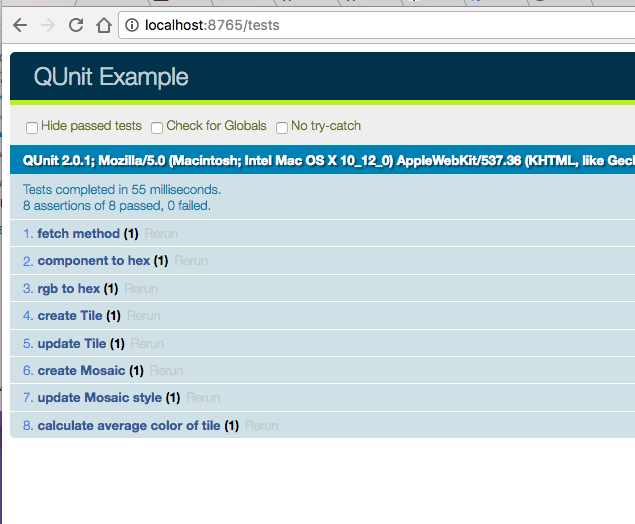 localhost:8765/tests
QUnit Example
Hide passed tests Check for Globals No try-catch
QUnit 2.0.1; Mozilla/5.0 (Macintosh; Intel Mac OS X 10_12_0) AppleWebKit/537.36 (KHTML, like Geck
Tests completed in 55 milliseconds.
8 assertions of 8 passed, 0 failed.
1. fetch method (1) Rerun
2. component to hex (1) Rerun
3. rgb to hex (1) Rerun
4. create Tile (1) Rerun
5. update Tile (1) Rerun
6. create Mosaic (1) Rerun
7. update Mosaic style (1) Rerun
8. calculate average color of tile (1) Rerun